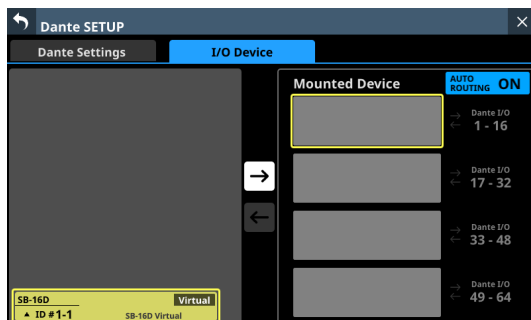 Dante SETUP
Dante Settings
I/O Device
Mounted Device
AUTO ROUTING ON
Dante I/O
1 - 16
Dante I/O
17 - 32
Dante I/O
33 - 48
Dante I/O
49 - 64
SB-16D
Virtual
ID # 1-1
SB-16D Virtual